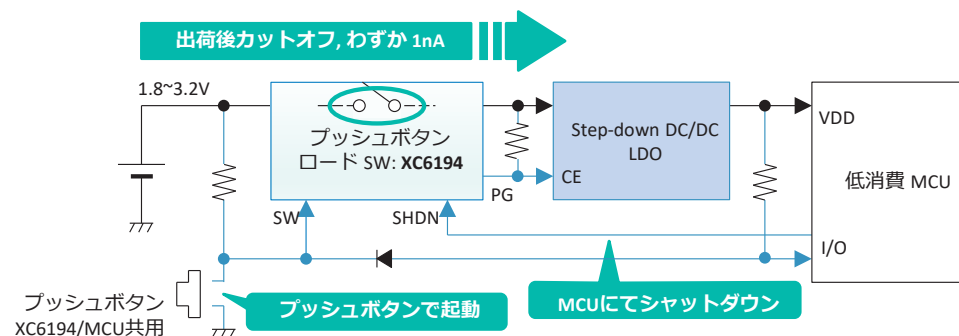 出荷後カットオフ, わずか 1nA
1.8~3.2V
プッシュボタン
ロード SW: XC6194
Step-down DC/DC
LDO
VDD
低消費 MCU
PG
CE
SW
SHDN
I/O
プッシュボタン
XC6194/MCU共用
プッシュボタンで起動
MCUにてシャットダウン